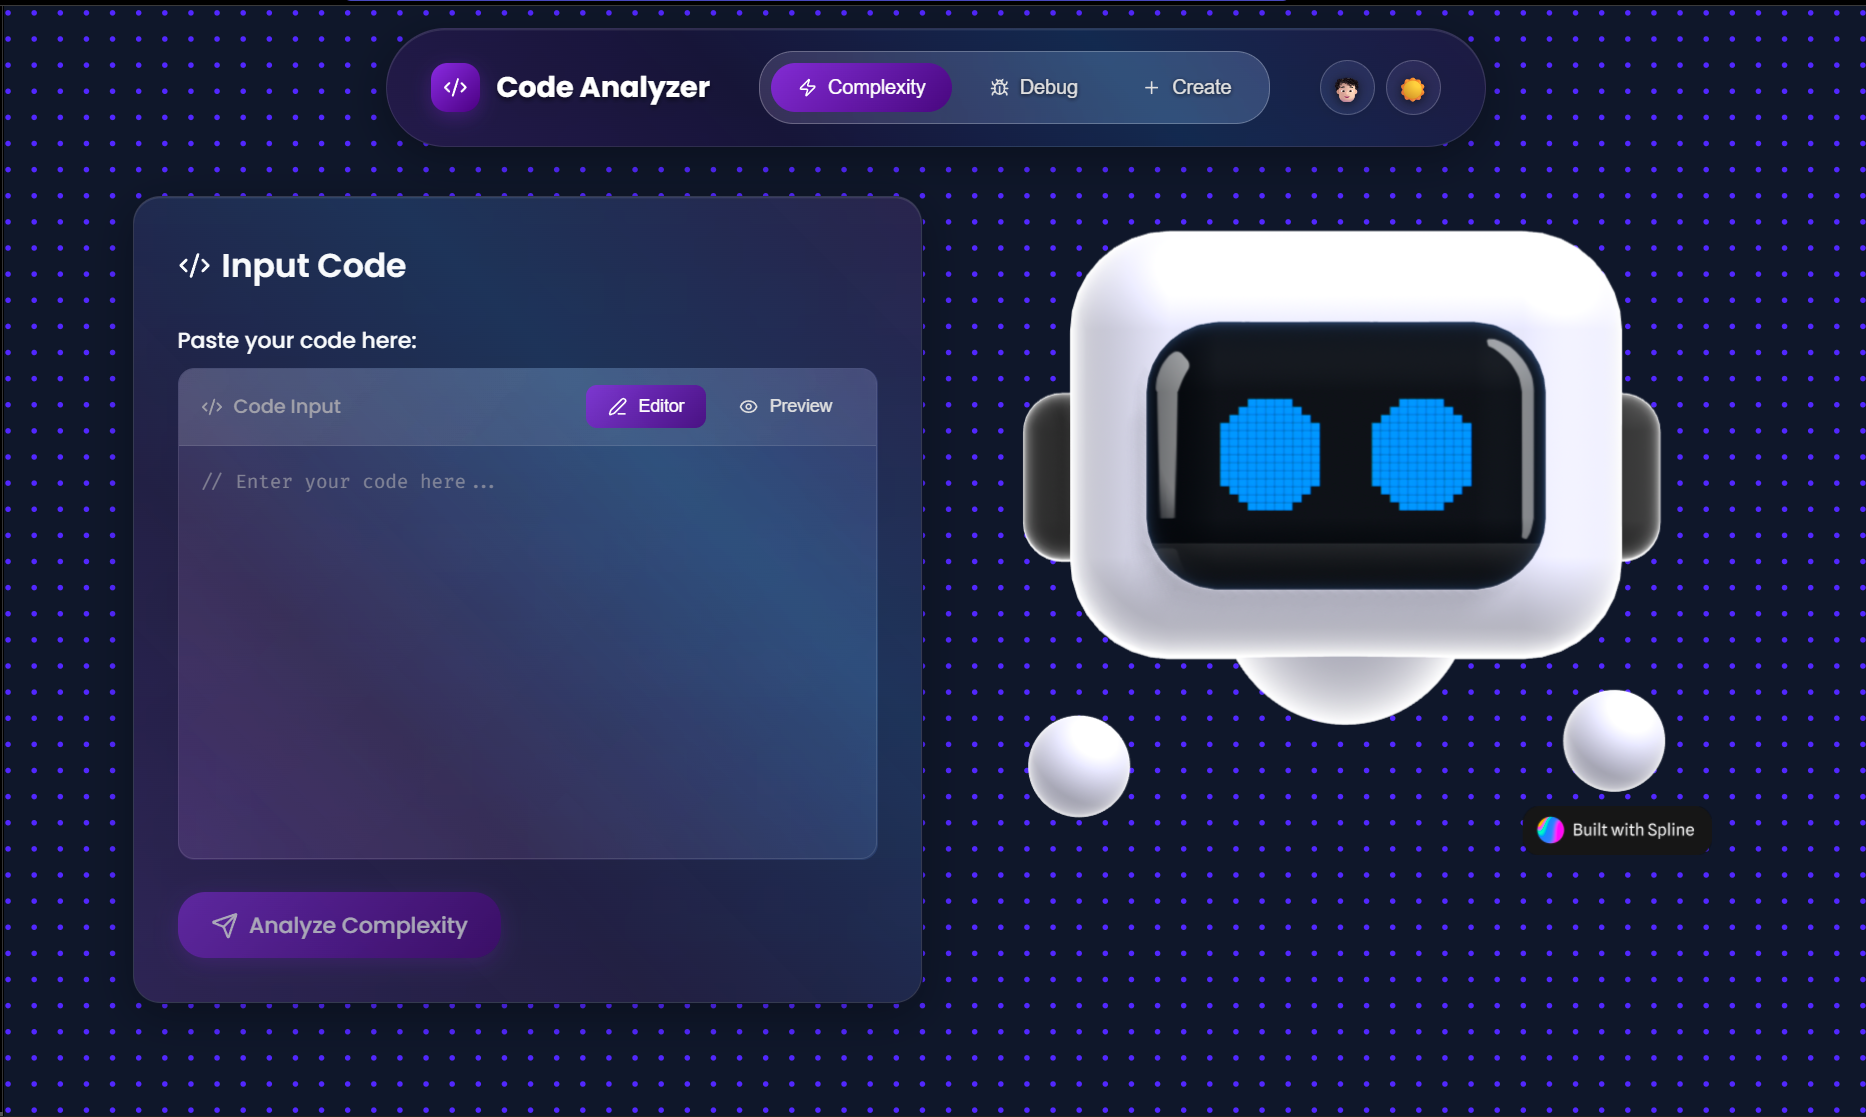 Code Analyzer
Complexity
Debug
Create
Input Code
Paste your code here:
Code Input
Editor
Preview
// Enter your code here...
Analyze Complexity
Built with Spline